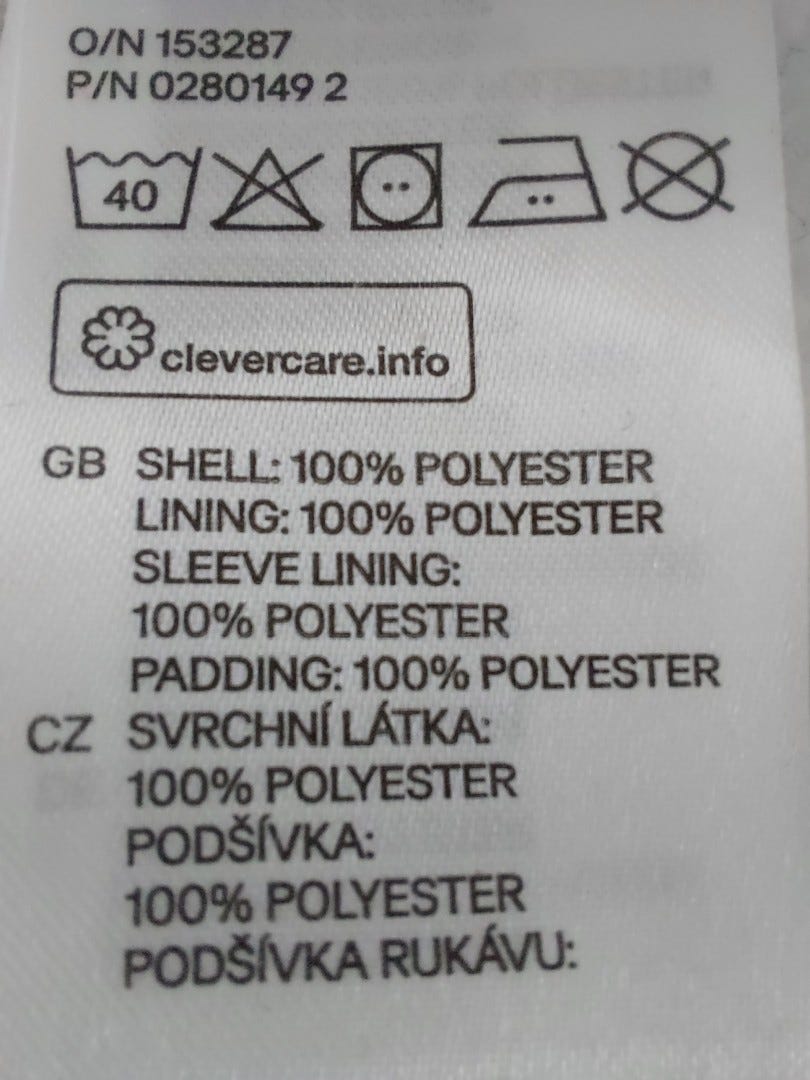 O/N 153287
P/N 0280149 2
40
clevercare.info
GB SHELL: 100% POLYESTER
LINING: 100% POLYESTER
SLEEVE LINING:
100% POLYESTER
PADDING: 100% POLYESTER
CZ SVRCHNÍ LÁTKA:
100% POLYESTER
PODŠÍVKA:
100% POLYESTER
PODŠÍVKA RUKÁVU: